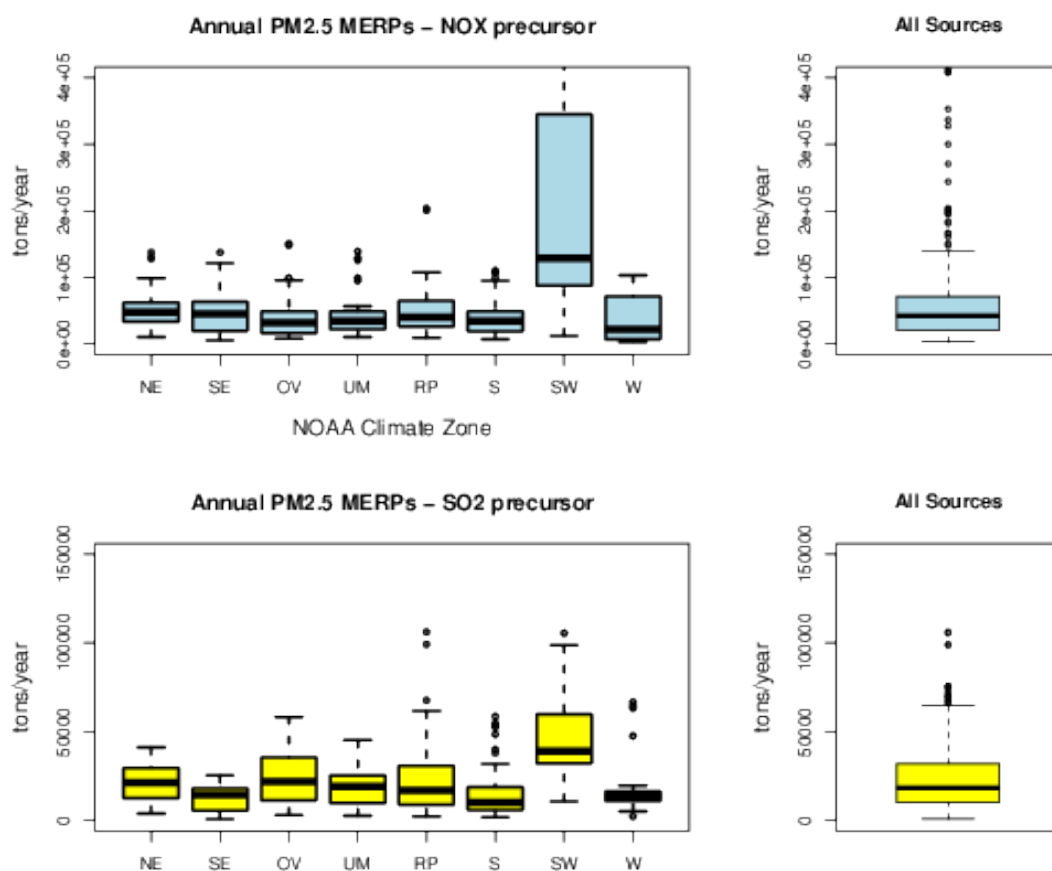 Annual PM2.5 MERPs – NOX precursor
tons/year
0e+00 1e+05 2e+05 3e+05 4e+05
NE SE OV UM RP S SW W
NOAA Climate Zone
All Sources
tons/year
0e+00 1e+05 2e+05 3e+05 4e+05
Annual PM2.5 MERPs – SO2 precursor
tons/year
0 50000 100000 150000
NE SE OV UM RP S SW W
All Sources
tons/year
0 50000 100000 150000